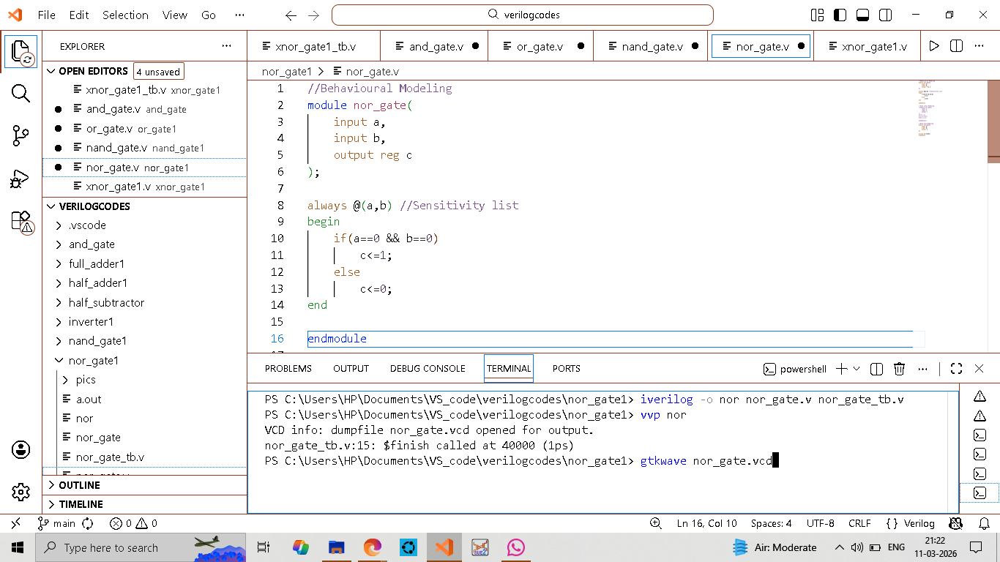 File Edit Selection View Go ··· verilogcodes
EXPLORER ···
OPEN EDITORS 4 unsaved
xnor_gate1_tb.v xnor_gate1
and_gate.v and_gate
or_gate.v or_gate1
nand_gate.v nand_gate1
nor_gate.v nor_gate1
xnor_gate1.v xnor_gate1
VERILOGCODES
.vscode
and_gate
full_adder1
half_adder1
half_subtractor
inverter1
nand_gate1
nor_gate1
pics
a.out
nor
nor_gate
nor_gate_tb.v
OUTLINE
TIMELINE
xnor_gate1_tb.v and_gate.v or_gate.v nand_gate.v nor_gate.v xnor_gate1.v
nor_gate1 > nor_gate.v
1 //Behavioural Modeling
2 module nor_gate(
3 input a,
4 input b,
5 output reg c
6 );
7
8 always @(a,b) //Sensitivity list
9 begin
10 if(a==0 && b==0)
11 c<=1;
12 else
13 c<=0;
14 end
15
16 endmodule
PROBLEMS OUTPUT DEBUG CONSOLE TERMINAL PORTS powershell
PS C:\Users\HP\Documents\VS_code\verilogcodes\nor_gate1> iverilog -o nor nor_gate.v nor_gate_tb.v
PS C:\Users\HP\Documents\VS_code\verilogcodes\nor_gate1> vvp nor
VCD info: dumpfile nor_gate.vcd opened for output.
nor_gate_tb.v:15: $finish called at 40000 (1ps)
PS C:\Users\HP\Documents\VS_code\verilogcodes\nor_gate1> gtkwave nor_gate.vcd
main 0 0 Ln 16, Col 10 Spaces: 4 UTF-8 CRLF {} Verilog
Type here to search Air: Moderate ENG 21:22
11-03-2026